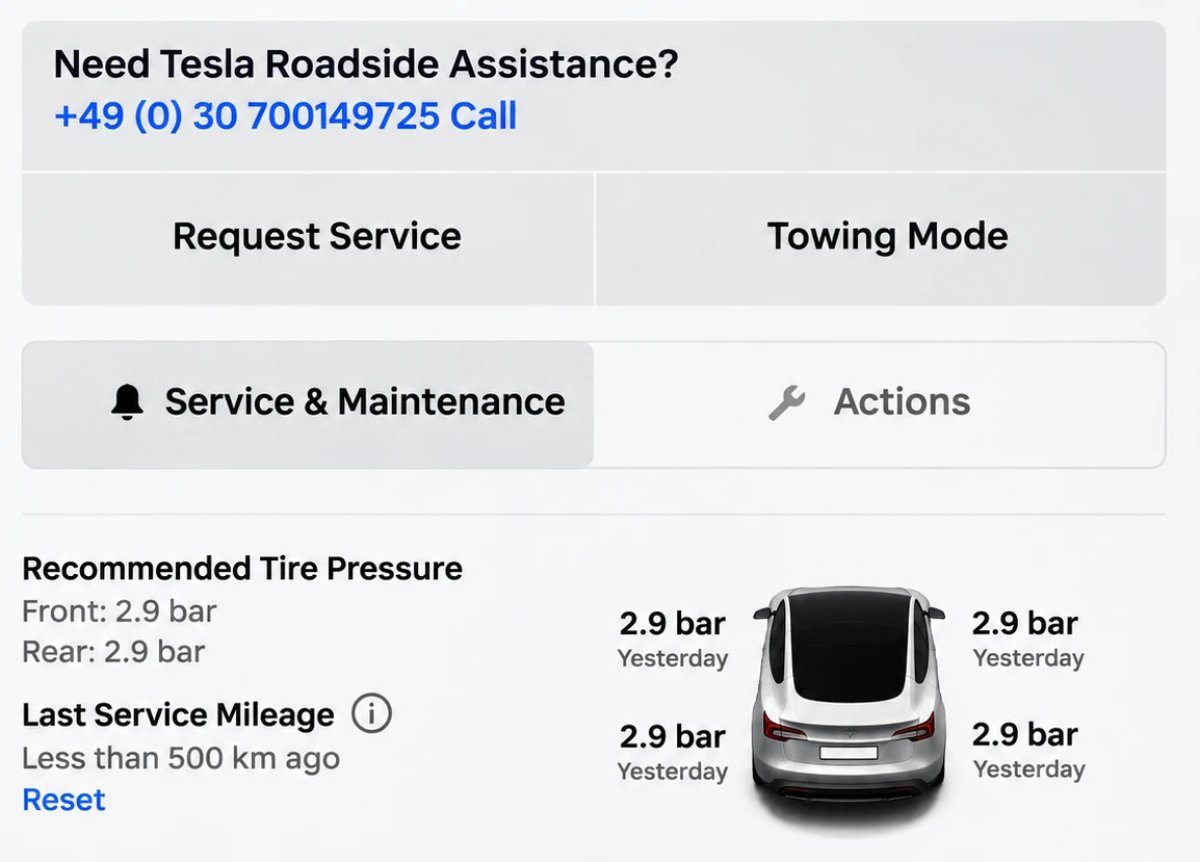 Need Tesla Roadside Assistance?
+49 (0) 30 700149725 Call
Request Service
Towing Mode
Service & Maintenance
Actions
Recommended Tire Pressure
Front: 2.9 bar
Rear: 2.9 bar
Last Service Mileage
Less than 500 km ago
Reset
2.9 bar
Yesterday
2.9 bar
Yesterday
2.9 bar
Yesterday
2.9 bar
Yesterday